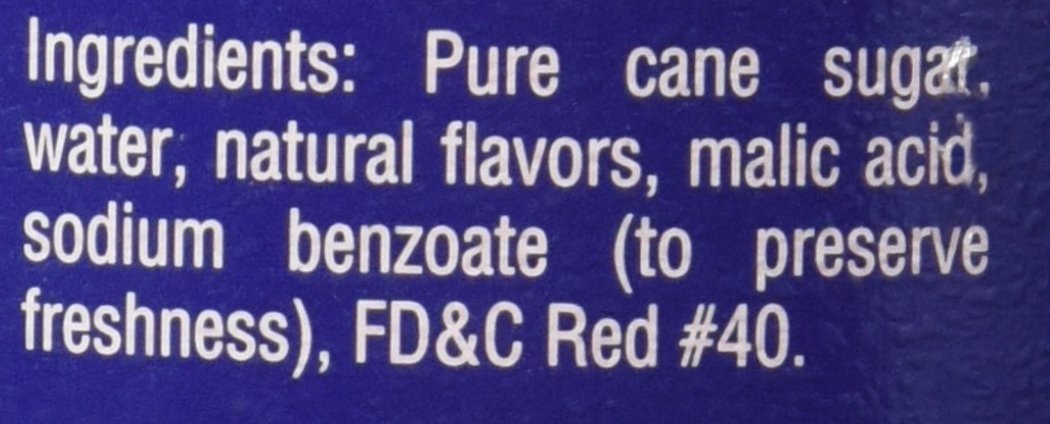 Ingredients: Pure cane sugar,
water, natural flavors, malic acid,
sodium benzoate (to preserve
freshness), FD&C Red #40.